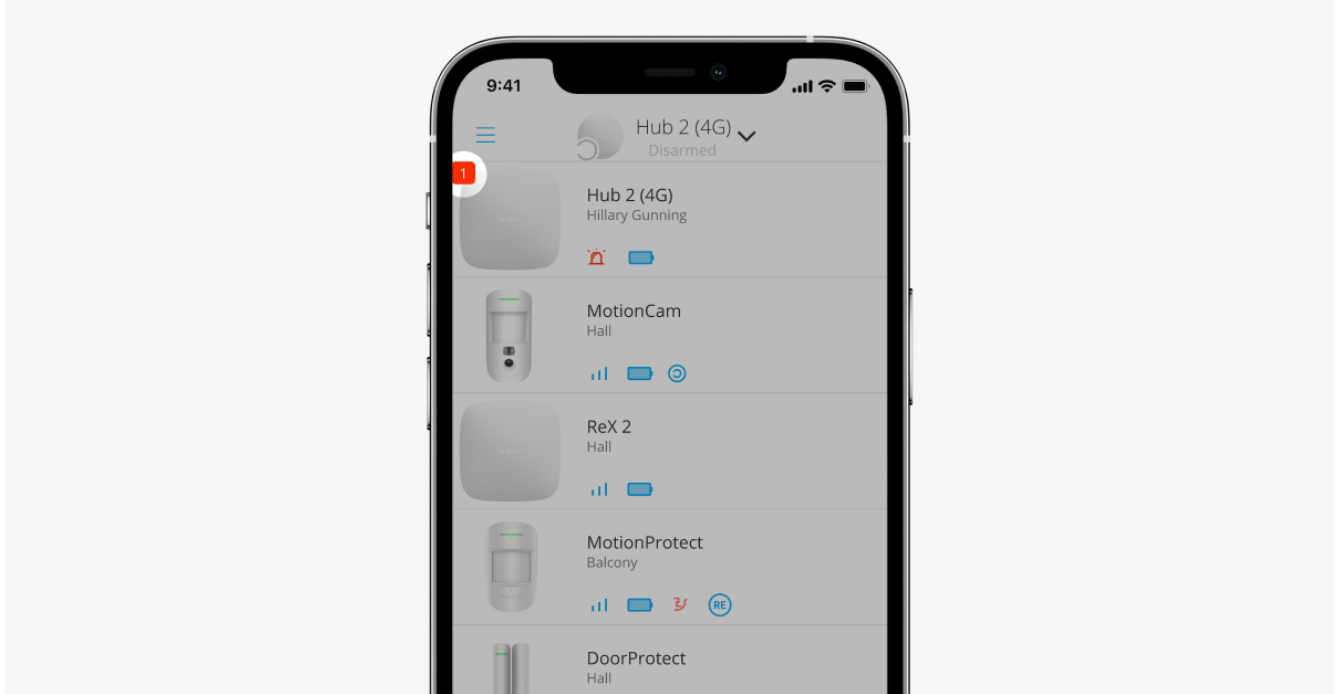 9:41
Hub 2 (4G)
Disarmed
1
Hub 2 (4G)
Hillary Gunning
MotionCam
Hall
ReX 2
Hall
MotionProtect
Balcony
RE
DoorProtect
Hall